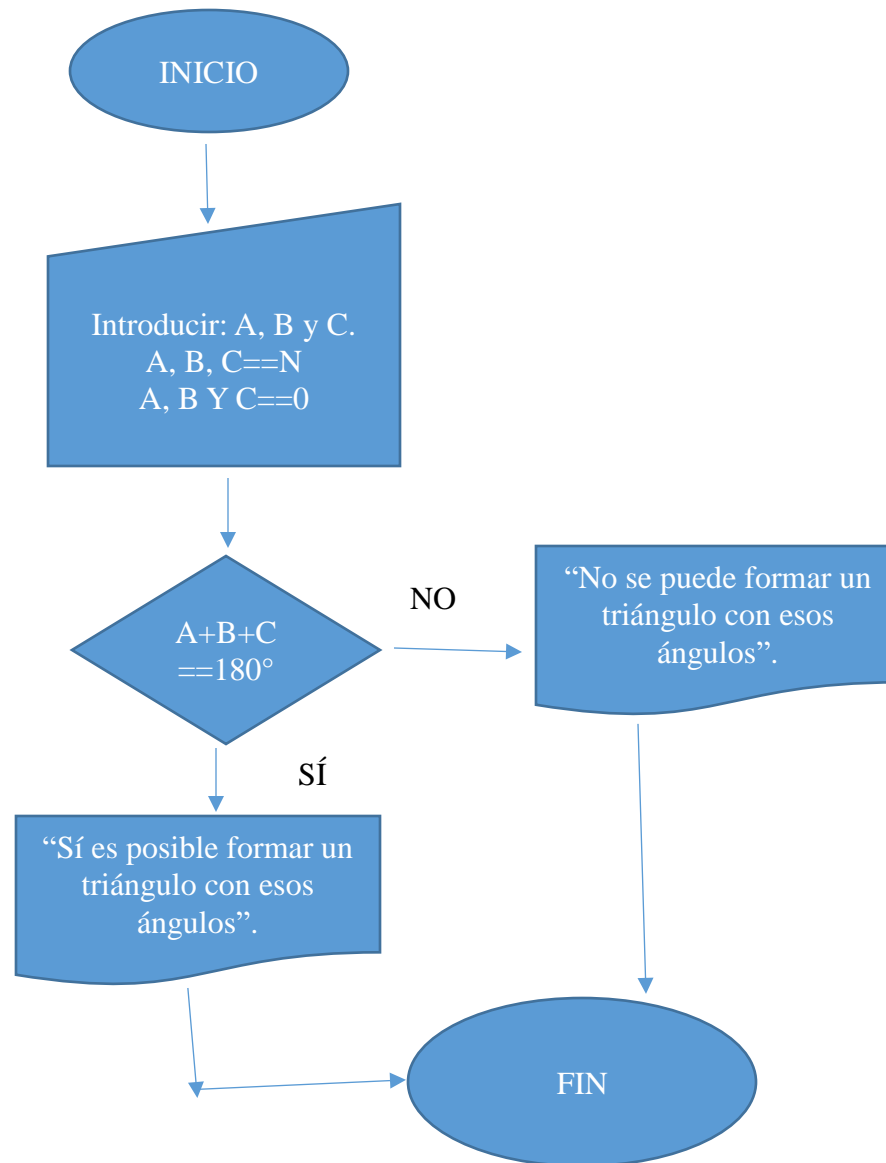 INICIO
Introducir: A, B y C.
A, B, C==N
A, B Y C==0
A+B+C
==180°
NO
“No se puede formar un
triángulo con esos
ángulos”.
SÍ
“Sí es posible formar un
triángulo con esos
ángulos”.
FIN